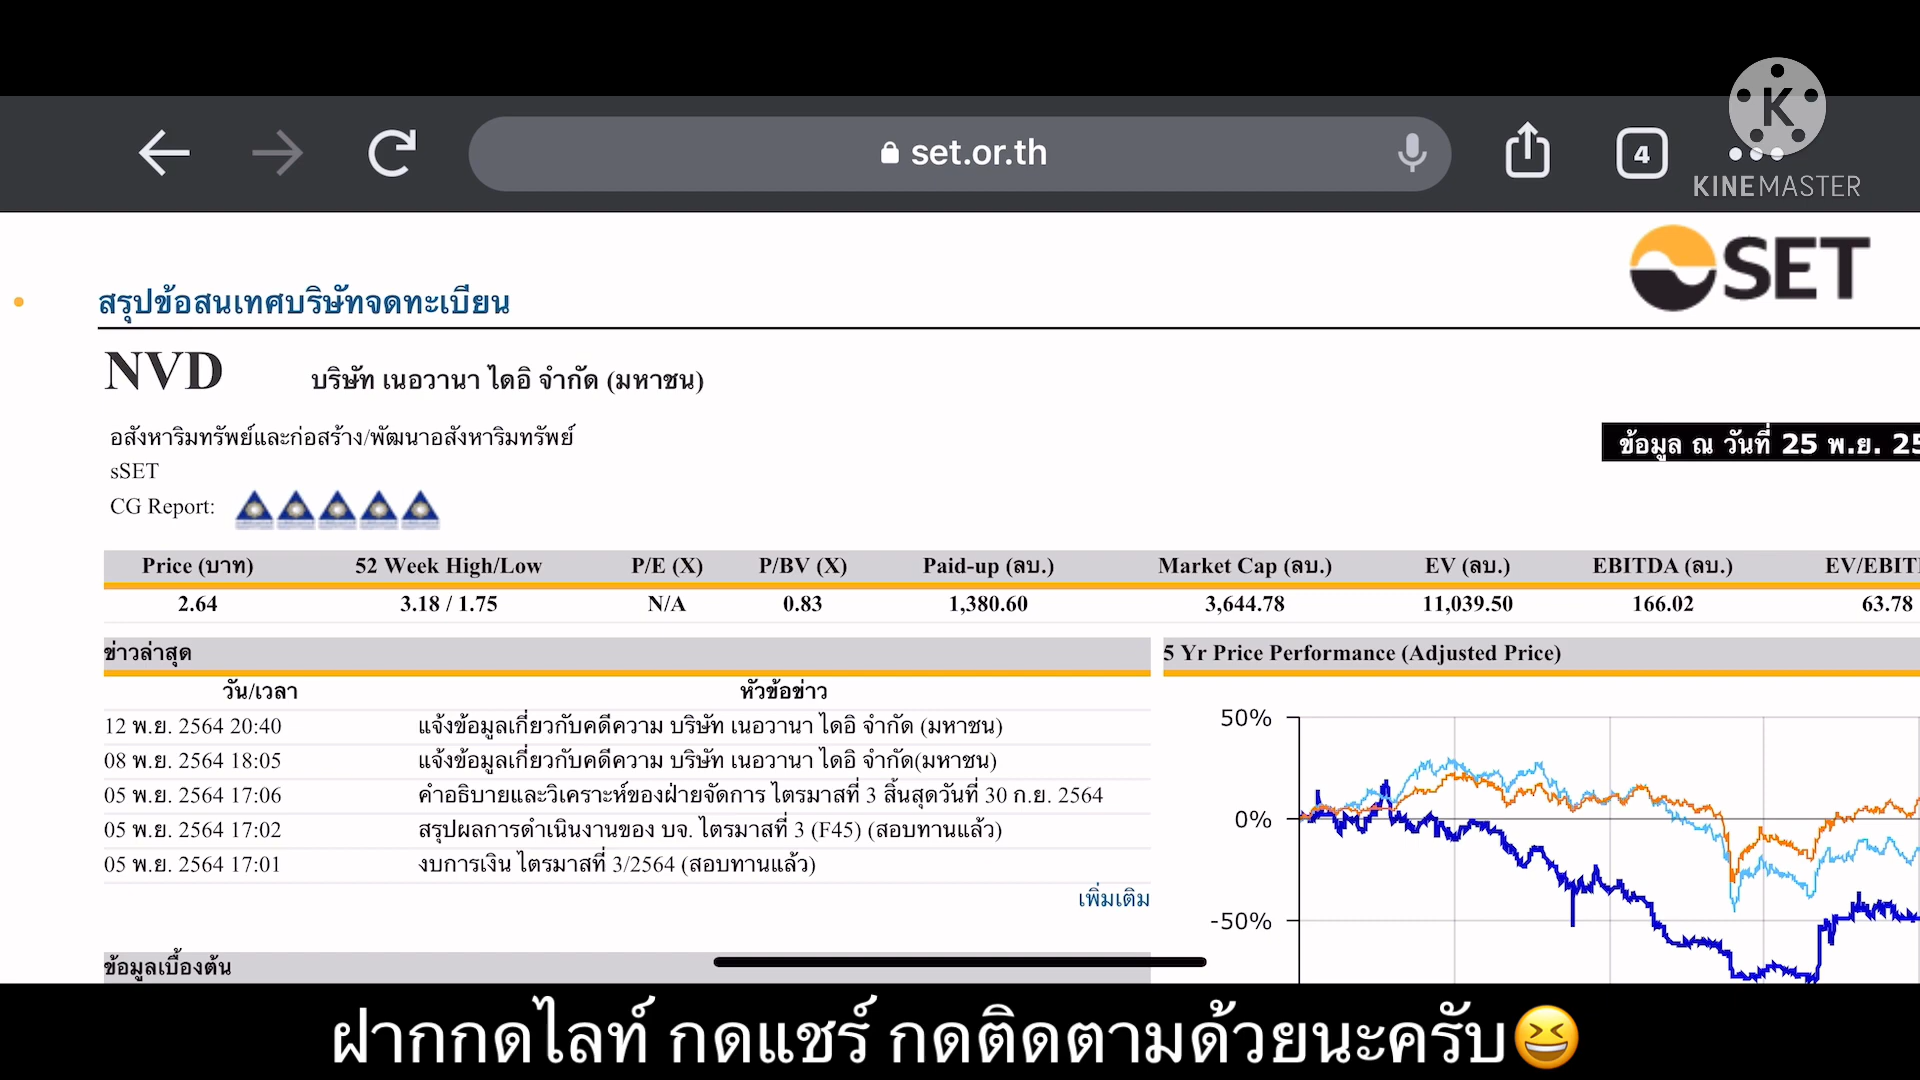 set.or.th
4
K
KINEMASTER
SET
สรุปข้อสนเทศบริษัทจดทะเบียน
NVD บริษัท เนอวานา ไดอิ จำกัด (มหาชน)
อสังหาริมทรัพย์และก่อสร้าง/พัฒนาอสังหาริมทรัพย์
ข้อมูล ณ วันที่ 25 พ.ย. 25
sSET
CG Report:
Price (บาท) 52 Week High/Low P/E (X) P/BV (X) Paid-up (ลบ.) Market Cap (ลบ.) EV (ลบ.) EBITDA (ลบ.) EV/EBIT
2.64 3.18 / 1.75 N/A 0.83 1,380.60 3,644.78 11,039.50 166.02 63.78
ข่าวล่าสุด
วัน/เวลา หัวข้อข่าว
12 พ.ย. 2564 20:40 แจ้งข้อมูลเกี่ยวกับคดีความ บริษัท เนอวานา ไดอิ จำกัด (มหาชน)
08 พ.ย. 2564 18:05 แจ้งข้อมูลเกี่ยวกับคดีความ บริษัท เนอวานา ไดอิ จำกัด(มหาชน)
05 พ.ย. 2564 17:06 คำอธิบายและวิเคราะห์ของฝ่ายจัดการ ไตรมาสที่ 3 สิ้นสุดวันที่ 30 ก.ย. 2564
05 พ.ย. 2564 17:02 สรุปผลการดำเนินงานของ บจ. ไตรมาสที่ 3 (F45) (สอบทานแล้ว)
05 พ.ย. 2564 17:01 งบการเงิน ไตรมาสที่ 3/2564 (สอบทานแล้ว)
เพิ่มเติม
5 Yr Price Performance (Adjusted Price)
50%
0%
-50%
ข้อมูลเบื้องต้น
ฝากกดไลท์ กดแชร์ กดติดตามด้วยนะครับ😆